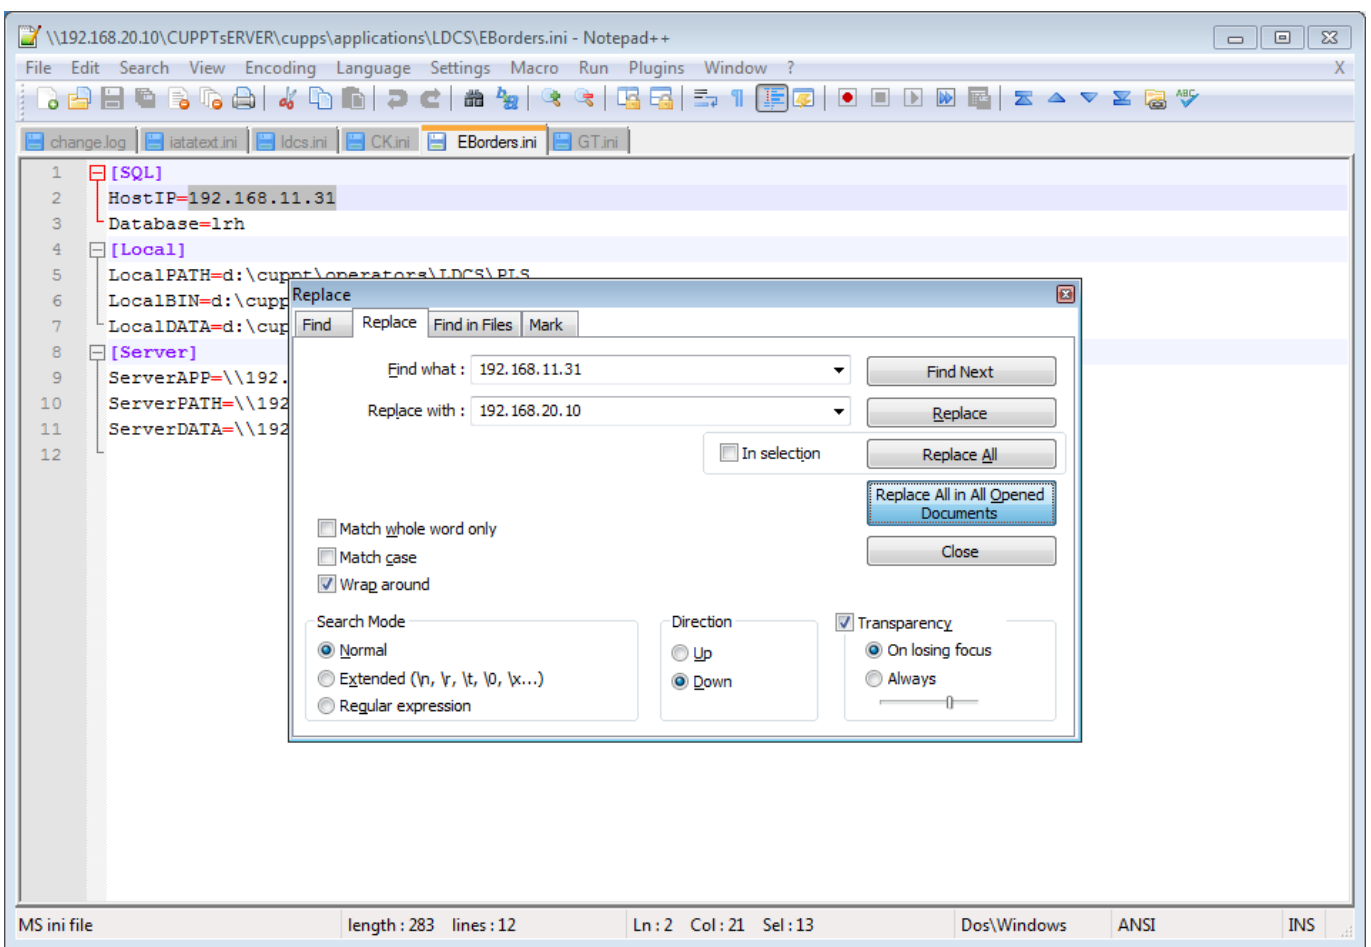 \\192.168.20.10\CUPPTsERVER\cupps\applications\LDCS\EBorders.ini - Notepad++
File Edit Search View Encoding Language Settings Macro Run Plugins Window ? X
change.log iatatext.ini ldcs.ini CK.ini EBorders.ini GT.ini
1 [SQL]
2 HostIP=192.168.11.31
3 Database=lrh
4 [Local]
5 LocalPATH=d:\cuppt\operators\LDCS\PLS
6 LocalBIN=d:\cupp
7 LocalDATA=d:\cup
8 [Server]
9 ServerAPP=\\192.
10 ServerPATH=\\192
11 ServerDATA=\\192
12
Replace
Find Replace Find in Files Mark
Find what : 192.168.11.31 Find Next
Replace with : 192.168.20.10 Replace
In selection Replace All
Replace All in All Opened
Documents
Match whole word only
Match case Close
Wrap around
Search Mode Direction Transparency
Normal Up On losing focus
Extended (\n, \r, \t, \0, \x...) Down Always
Regular expression
MS ini file length : 283 lines : 12 Ln : 2 Col : 21 Sel : 13 Dos\Windows ANSI INS